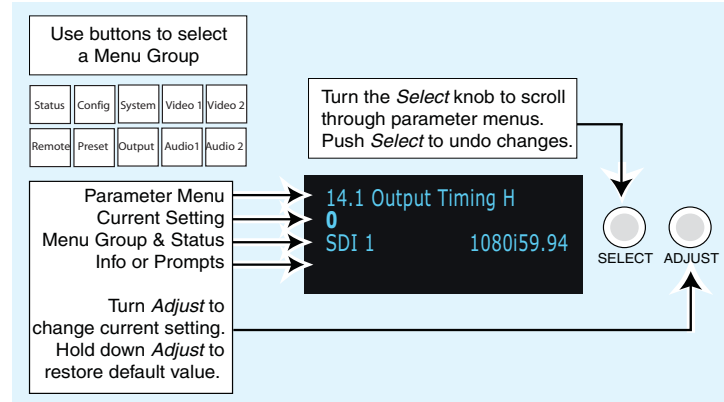 Use buttons to select
a Menu Group
Status Config System Video 1 Video 2
Remote Preset Output Audio1 Audio 2
Turn the Select knob to scroll
through parameter menus.
Push Select to undo changes.
Parameter Menu
Current Setting
Menu Group & Status
Info or Prompts
Turn Adjust to
change current setting.
Hold down Adjust to
restore default value.
14.1 Output Timing H
0
SDI 1 1080i59.94
SELECT ADJUST